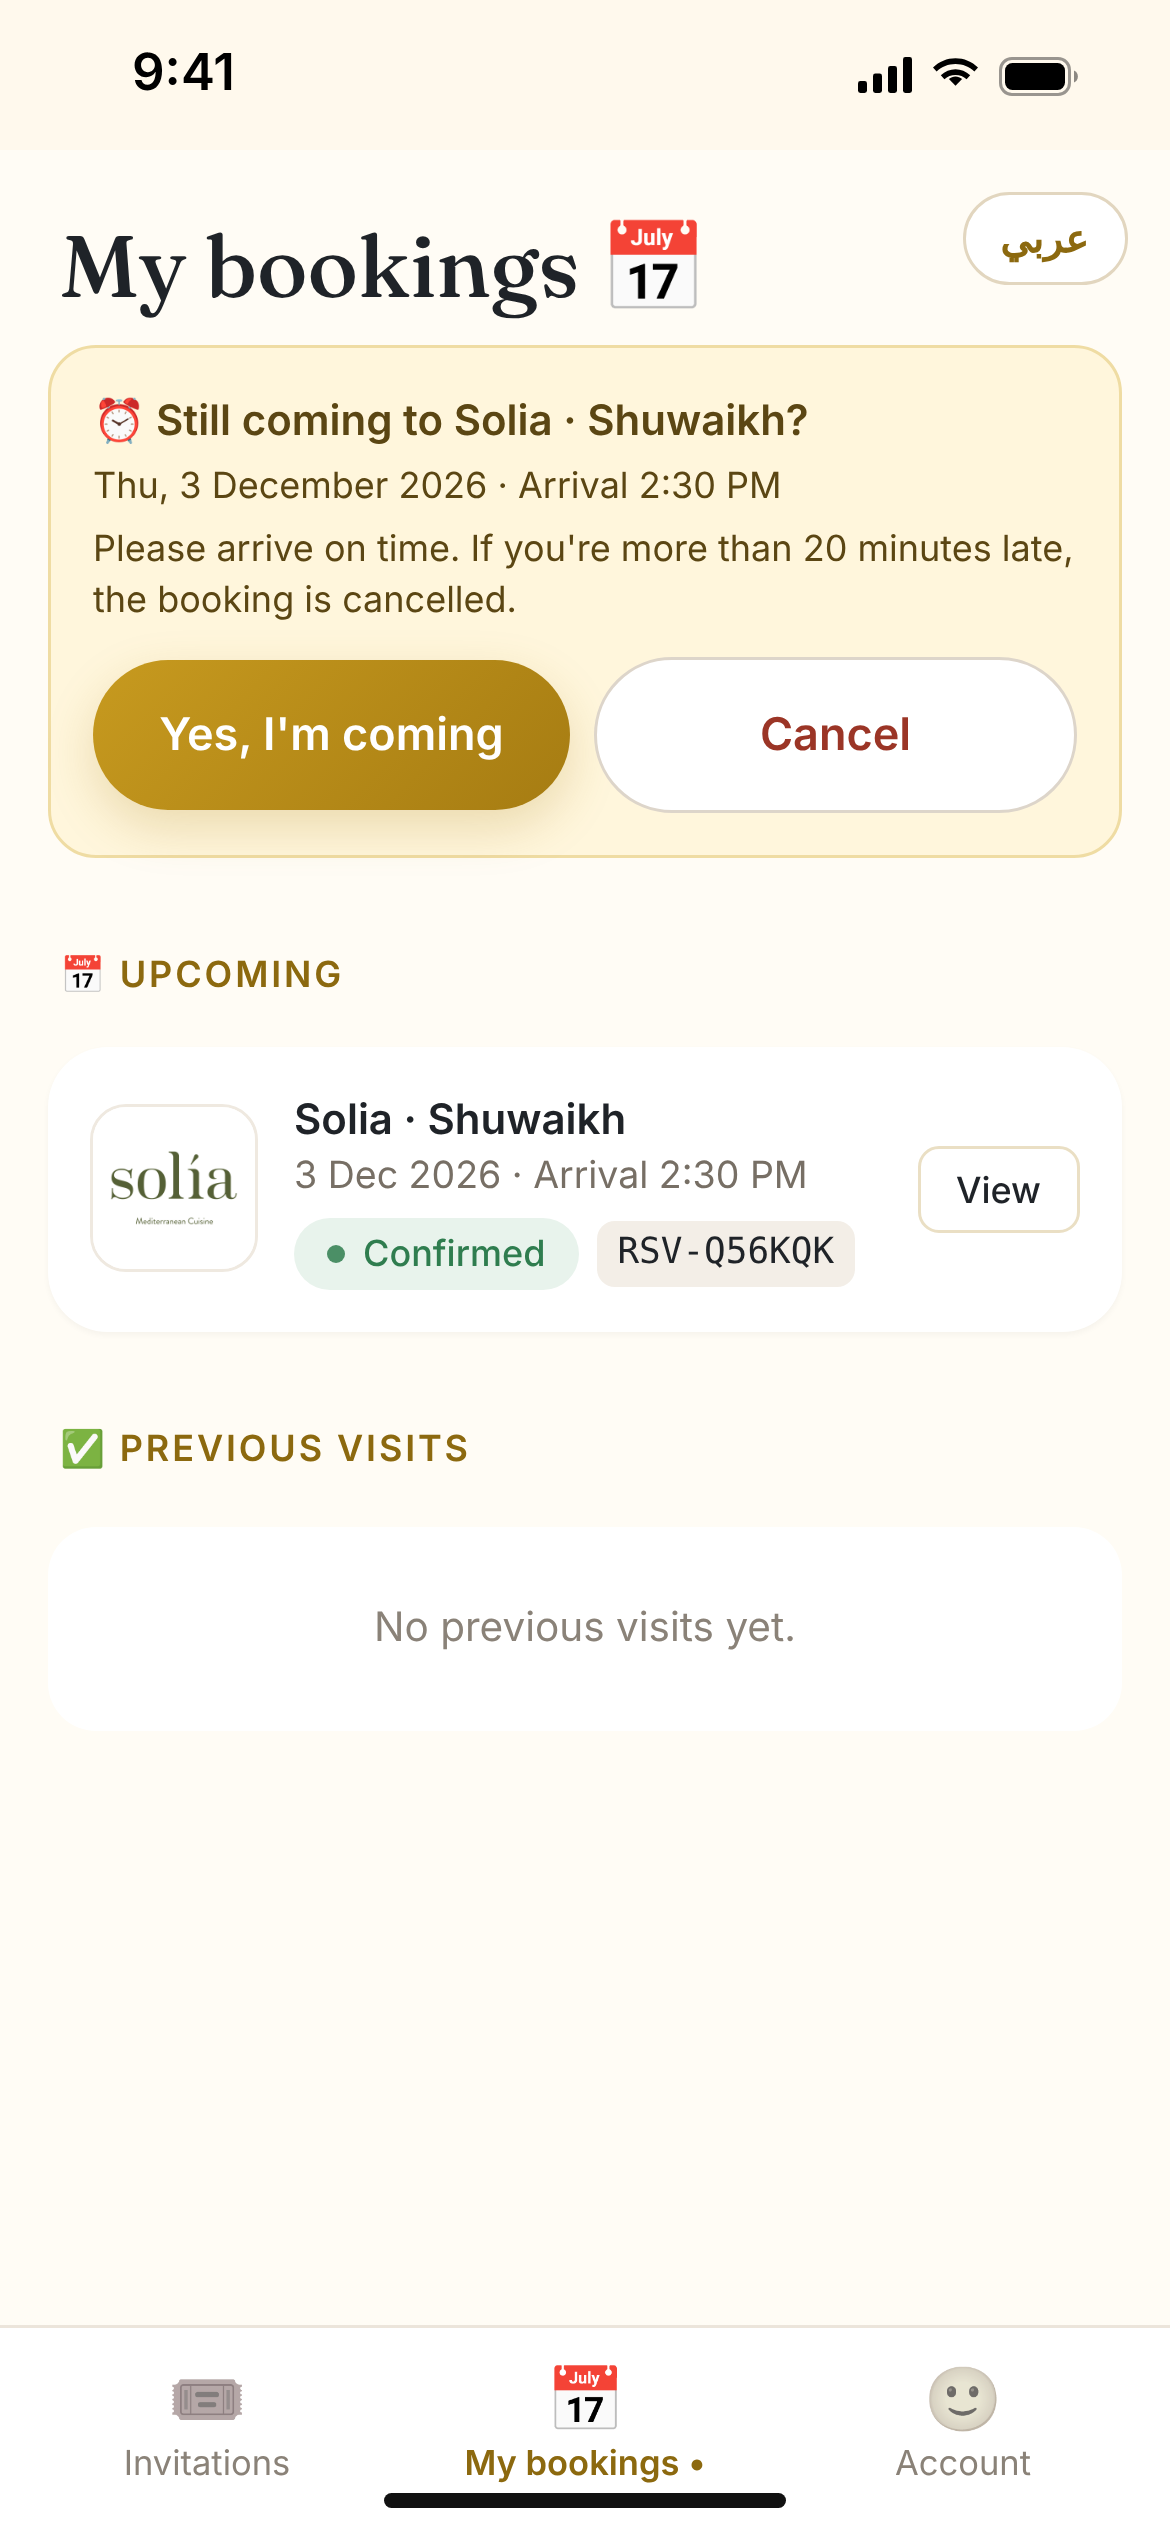 9:41
عربي
My bookings
July
17
Still coming to Solia · Shuwaikh?
Thu, 3 December 2026 · Arrival 2:30 PM
Please arrive on time. If you're more than 20 minutes late,
the booking is cancelled.
Yes, I'm coming
Cancel
July
17
UPCOMING
solía
Mediterranean Cuisine
Solia · Shuwaikh
3 Dec 2026 · Arrival 2:30 PM
Confirmed
RSV-Q56KQK
View
PREVIOUS VISITS
No previous visits yet.
July
17
Invitations
My bookings •
Account